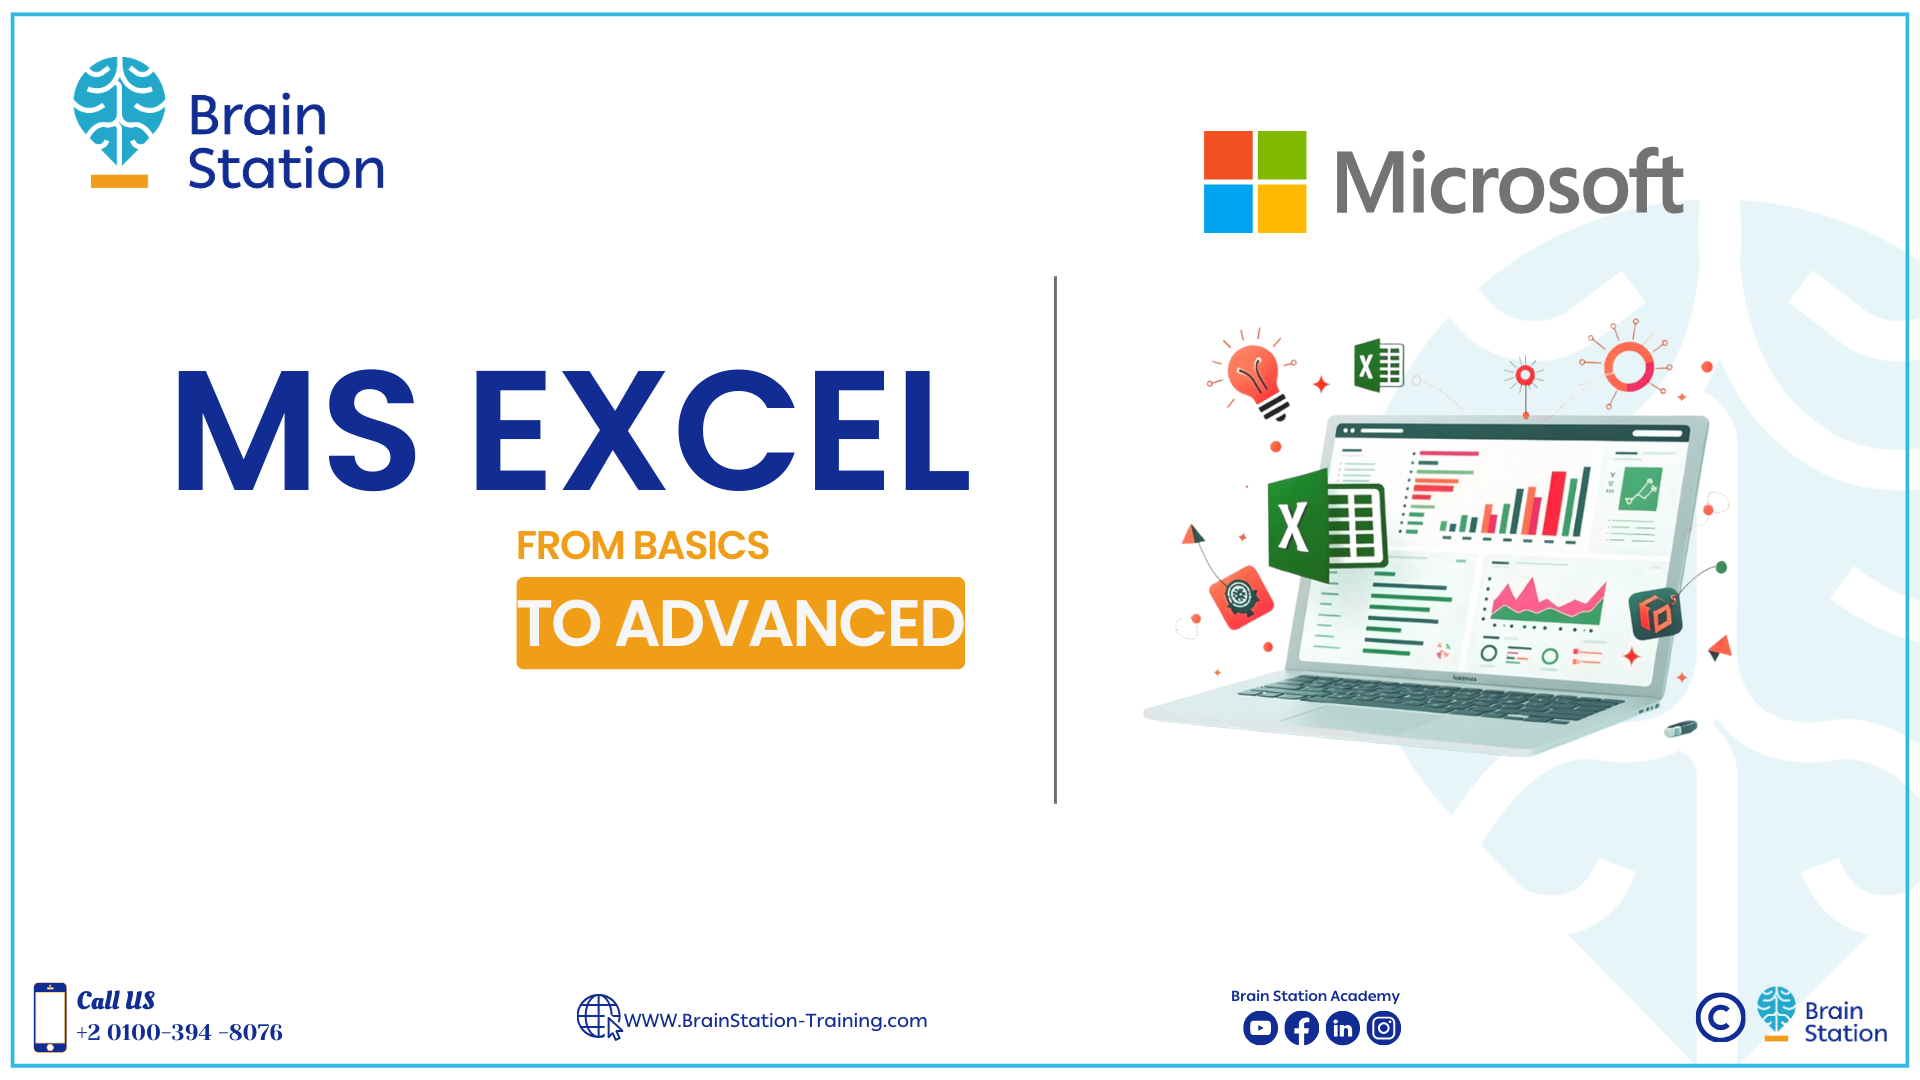 Brain
Station
Microsoft
MS EXCEL
FROM BASICS
TO ADVANCED
X
X
Call US
+2 0100-394 -8076
WWW.BrainStation-Training.com
Brain Station Academy
in
©
Brain
Station